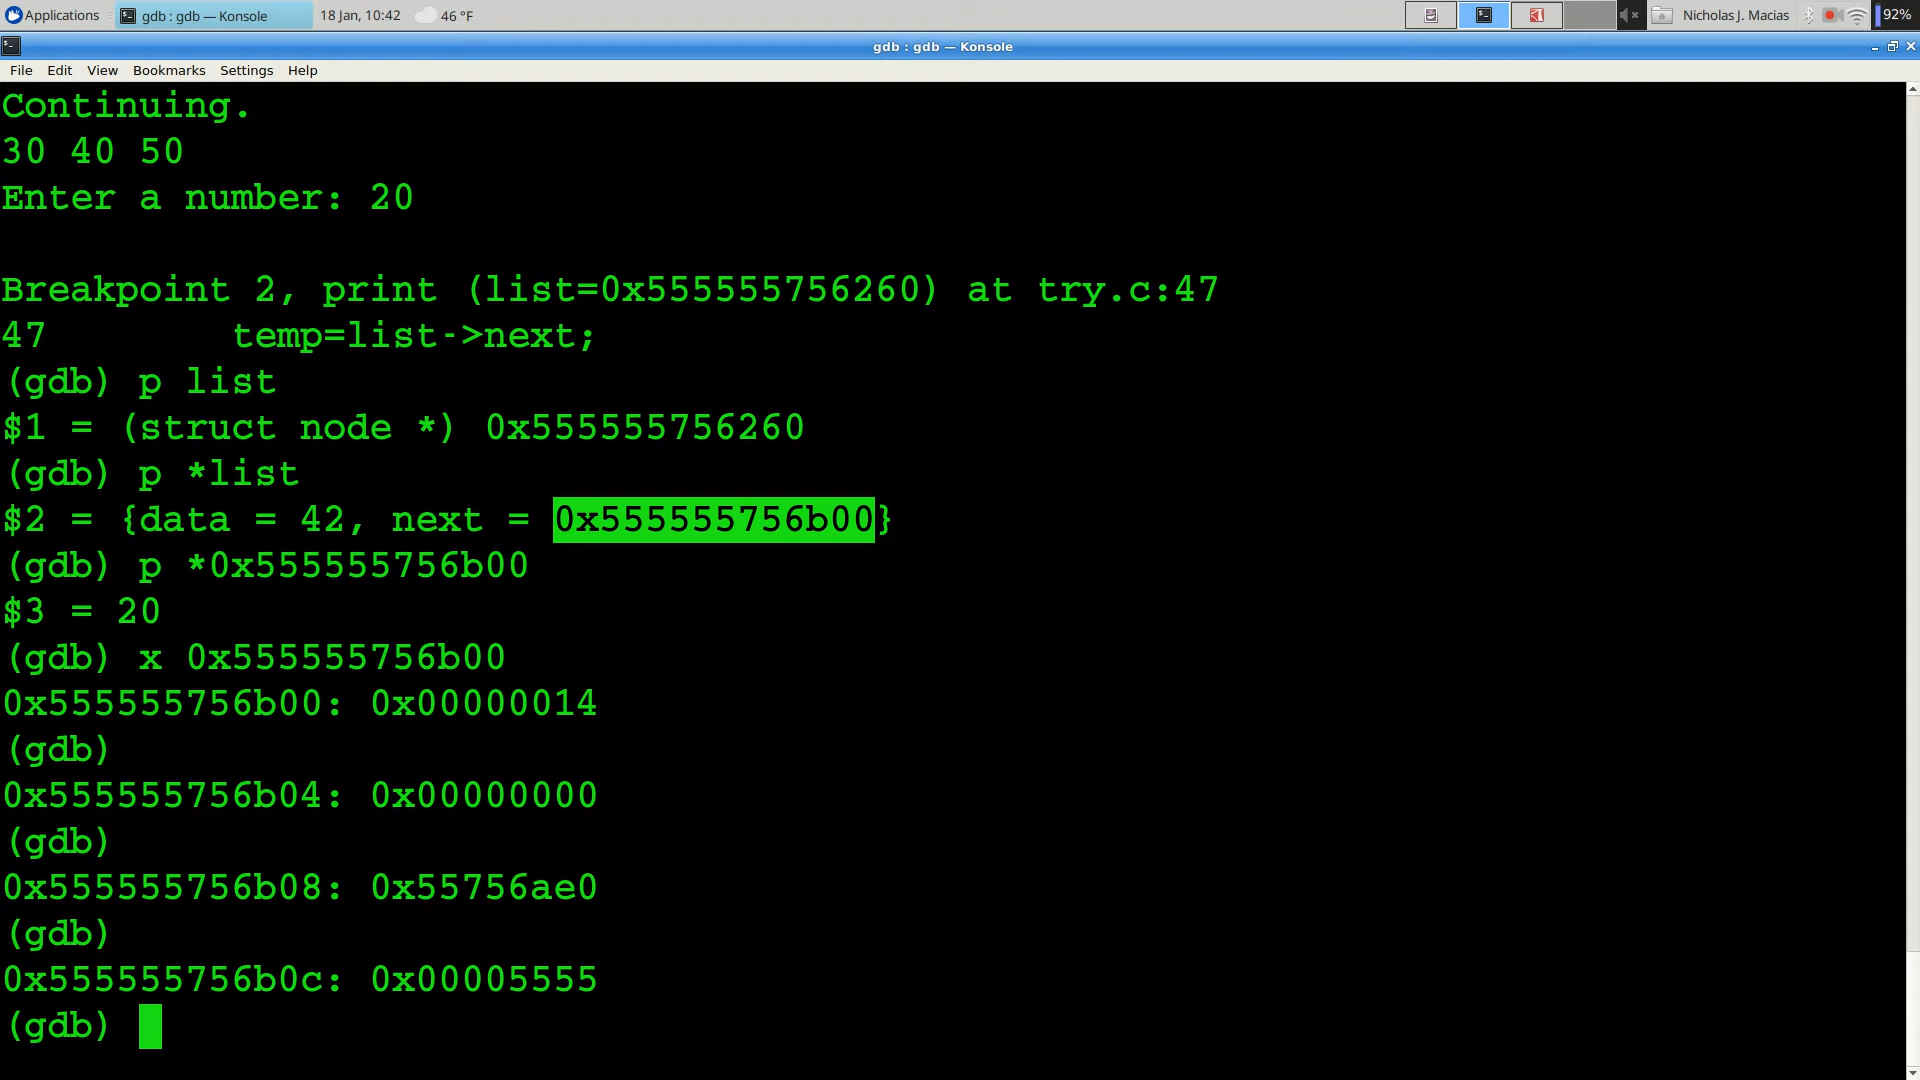 Applications gdb : gdb — Konsole 18 Jan, 10:42 46 °F Nicholas J. Macias 92%
gdb : gdb — Konsole
File Edit View Bookmarks Settings Help
Continuing.
30 40 50
Enter a number: 20
Breakpoint 2, print (list=0x555555756260) at try.c:47
47 temp=list->next;
(gdb) p list
$1 = (struct node *) 0x555555756260
(gdb) p *list
$2 = {data = 42, next = 0x555555756b00}
(gdb) p *0x555555756b00
$3 = 20
(gdb) x 0x555555756b00
0x555555756b00: 0x00000014
(gdb)
0x555555756b04: 0x00000000
(gdb)
0x555555756b08: 0x55756ae0
(gdb)
0x555555756b0c: 0x00005555
(gdb)